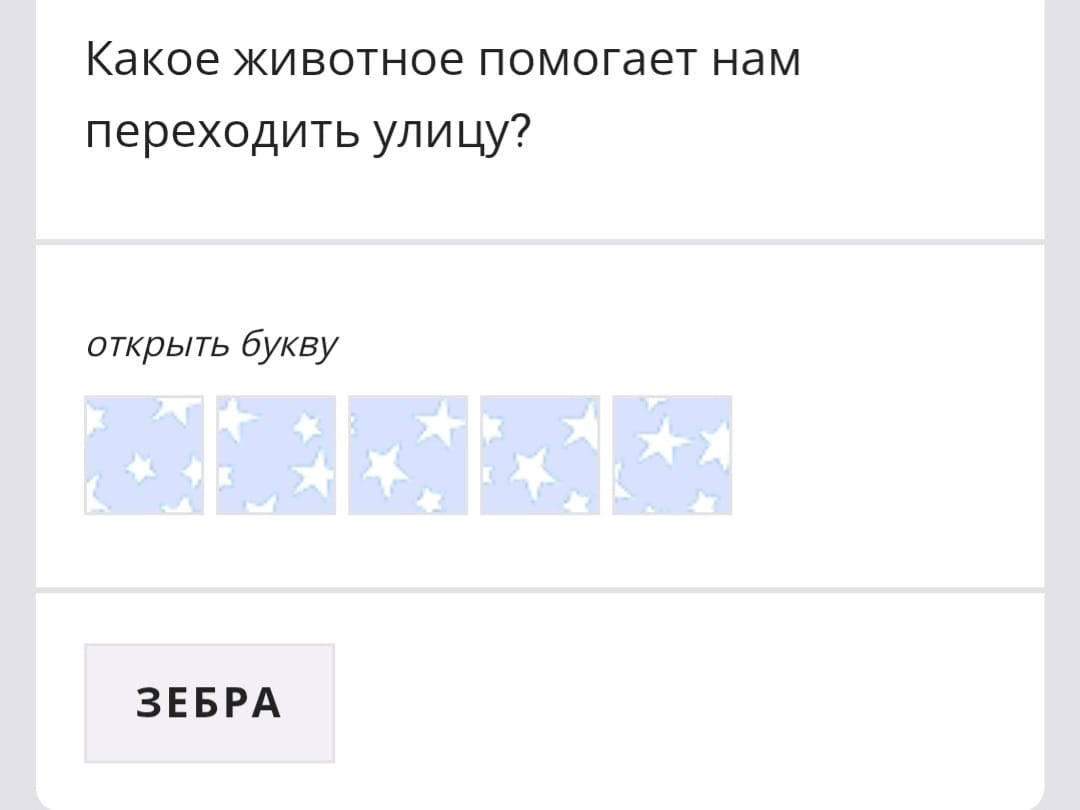 Какое животное помогает нам
переходить улицу?
открыть букву
ЗЕБРА